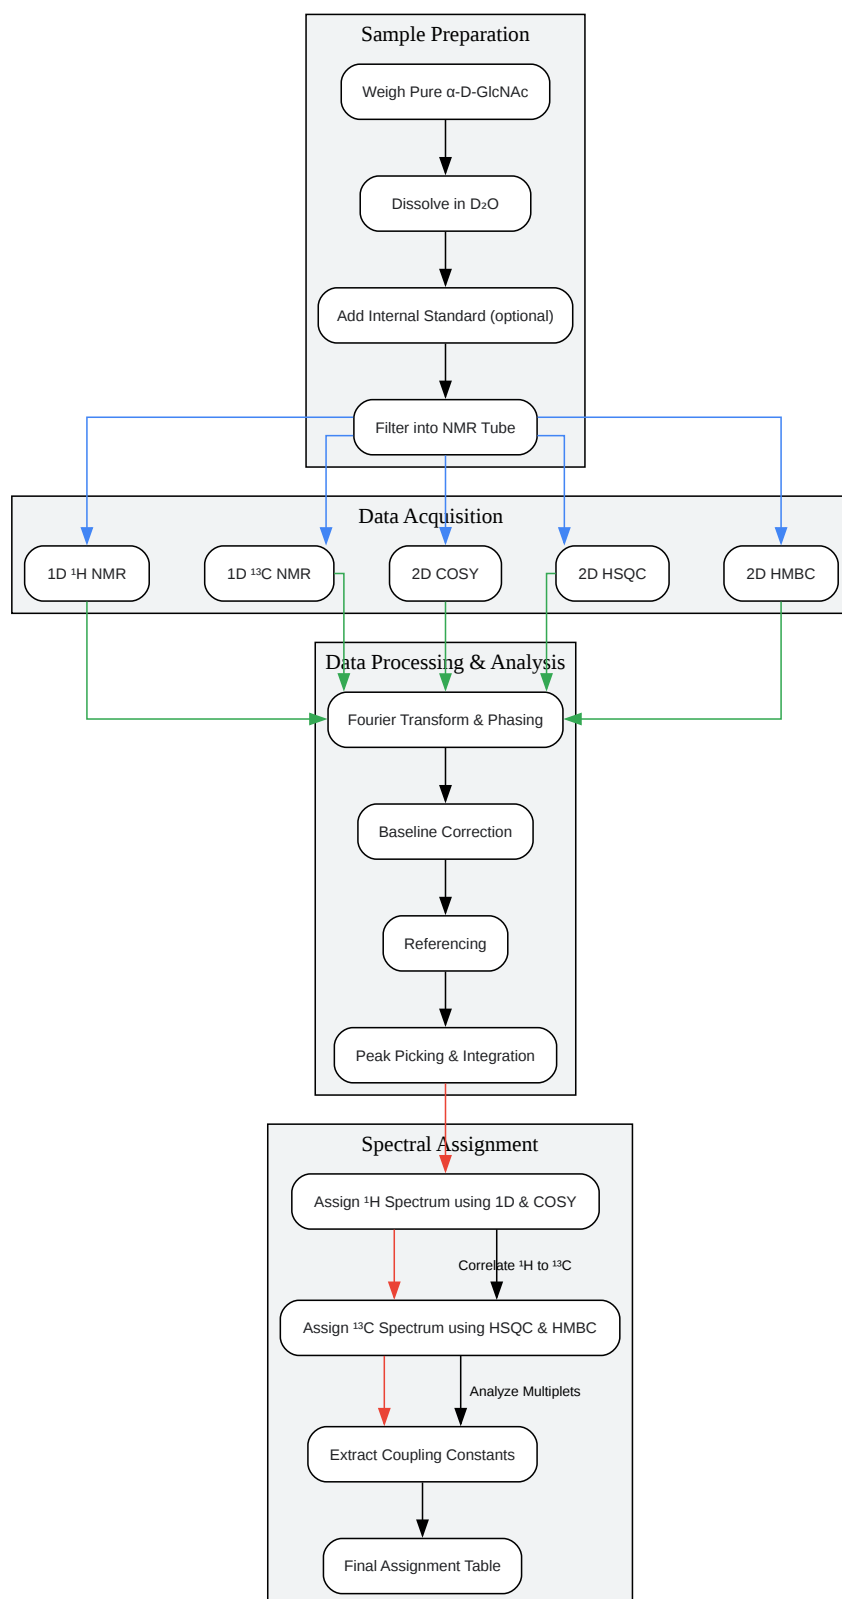 Sample Preparation
Weigh Pure α-D-GlcNAc
Dissolve in D₂O
Add Internal Standard (optional)
Filter into NMR Tube
Data Acquisition
1D ¹H NMR
1D ¹³C NMR
2D COSY
2D HSQC
2D HMBC
Data Processing & Analysis
Fourier Transform & Phasing
Baseline Correction
Referencing
Peak Picking & Integration
Spectral Assignment
Assign ¹H Spectrum using 1D & COSY
Correlate ¹H to ¹³C
Assign ¹³C Spectrum using HSQC & HMBC
Analyze Multiplets
Extract Coupling Constants
Final Assignment Table